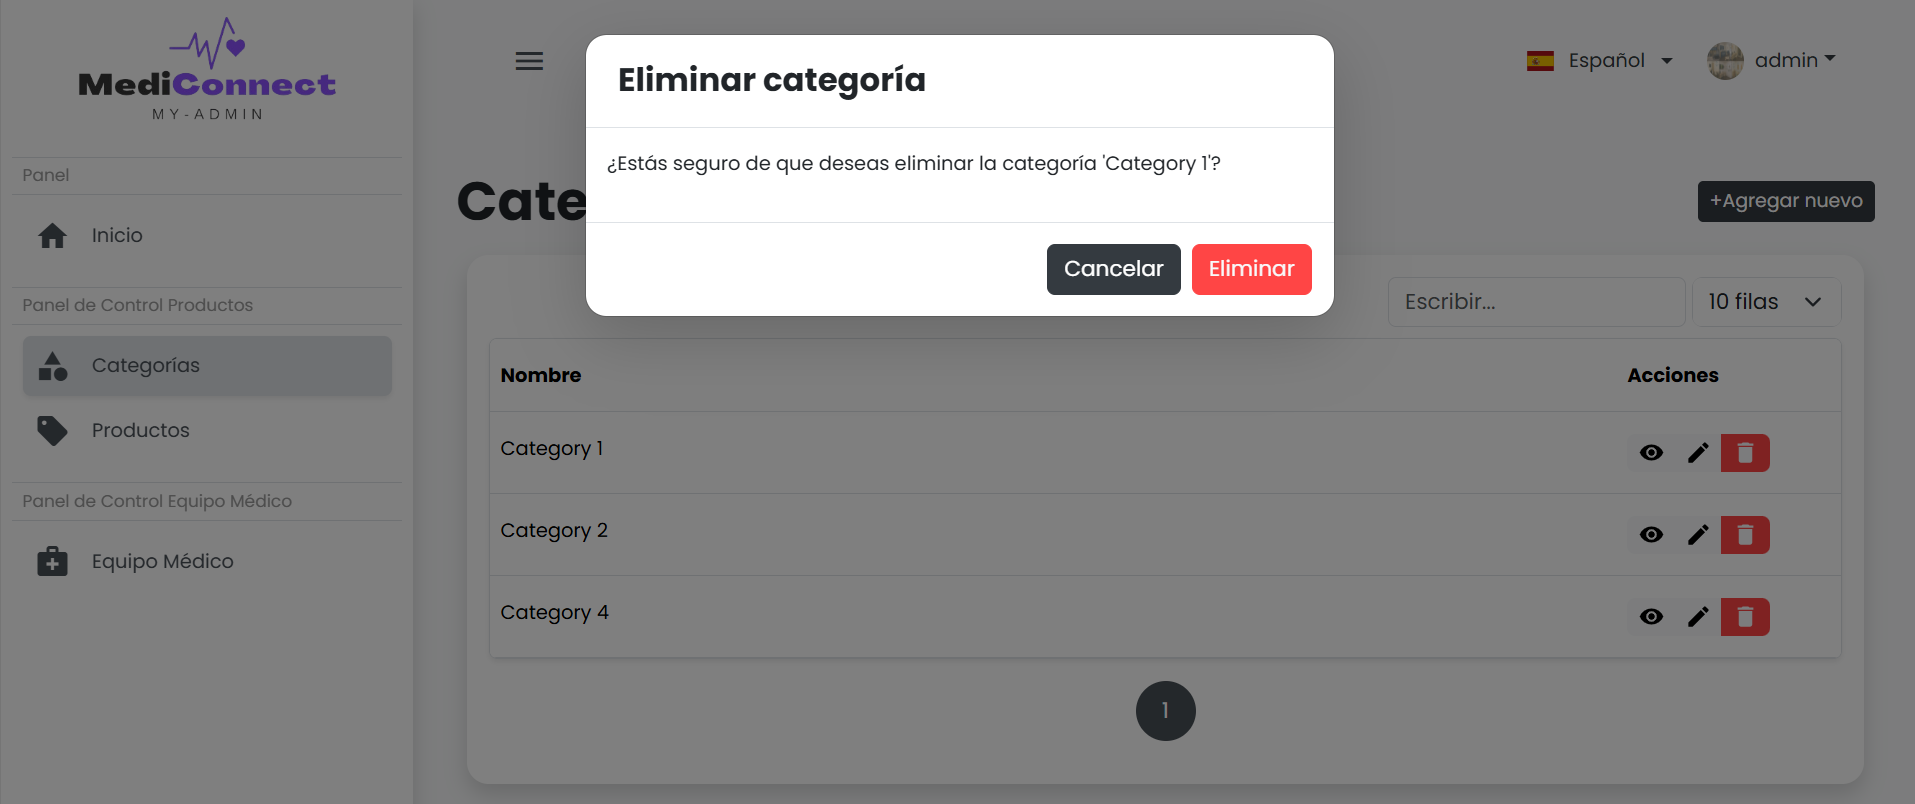 MediConnect
MY-ADMIN
Panel
Inicio
Panel de Control Productos
Categorías
Productos
Panel de Control Equipo Médico
Equipo Médico
Español
admin
Eliminar categoría
¿Estás seguro de que deseas eliminar la categoría 'Category 1'?
Cancelar
Eliminar
Cate
+Agregar nuevo
Escribir...
10 filas
Nombre
Acciones
Category 1
Category 2
Category 4
1